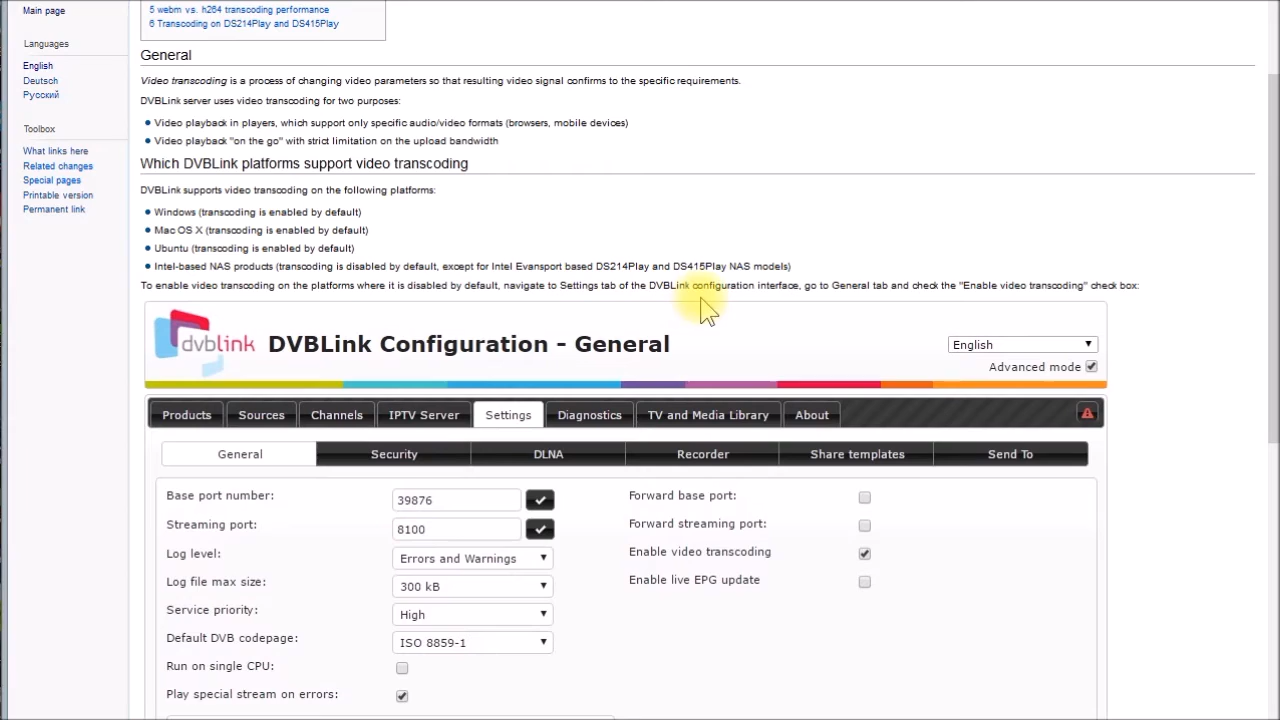 Main page
5 webm vs. h264 transcoding performance
6 Transcoding on DS214Play and DS415Play
Languages
English
Deutsch
Русский
Toolbox
What links here
Related changes
Special pages
Printable version
Permanent link
General
Video transcoding is a process of changing video parameters so that resulting video signal confirms to the specific requirements.
DVBLink server uses video transcoding for two purposes:
Video playback in players, which support only specific audio/video formats (browsers, mobile devices)
Video playback "on the go" with strict limitation on the upload bandwidth
Which DVBLink platforms support video transcoding
DVBLink supports video transcoding on the following platforms:
Windows (transcoding is enabled by default)
Mac OS X (transcoding is enabled by default)
Ubuntu (transcoding is enabled by default)
Intel-based NAS products (transcoding is disabled by default, except for Intel Evansport based DS214Play and DS415Play NAS models)
To enable video transcoding on the platforms where it is disabled by default, navigate to Settings tab of the DVBLink configuration interface, go to General tab and check the "Enable video transcoding" check box:
dvblink DVBLink Configuration - General
English
Advanced mode
Products Sources Channels IPTV Server Settings Diagnostics TV and Media Library About
General Security DLNA Recorder Share templates Send To
Base port number: 39876 Forward base port:
Streaming port: 8100 Forward streaming port:
Log level: Errors and Warnings Enable video transcoding
Log file max size: 300 kB Enable live EPG update
Service priority: High
Default DVB codepage: ISO 8859-1
Run on single CPU:
Play special stream on errors: